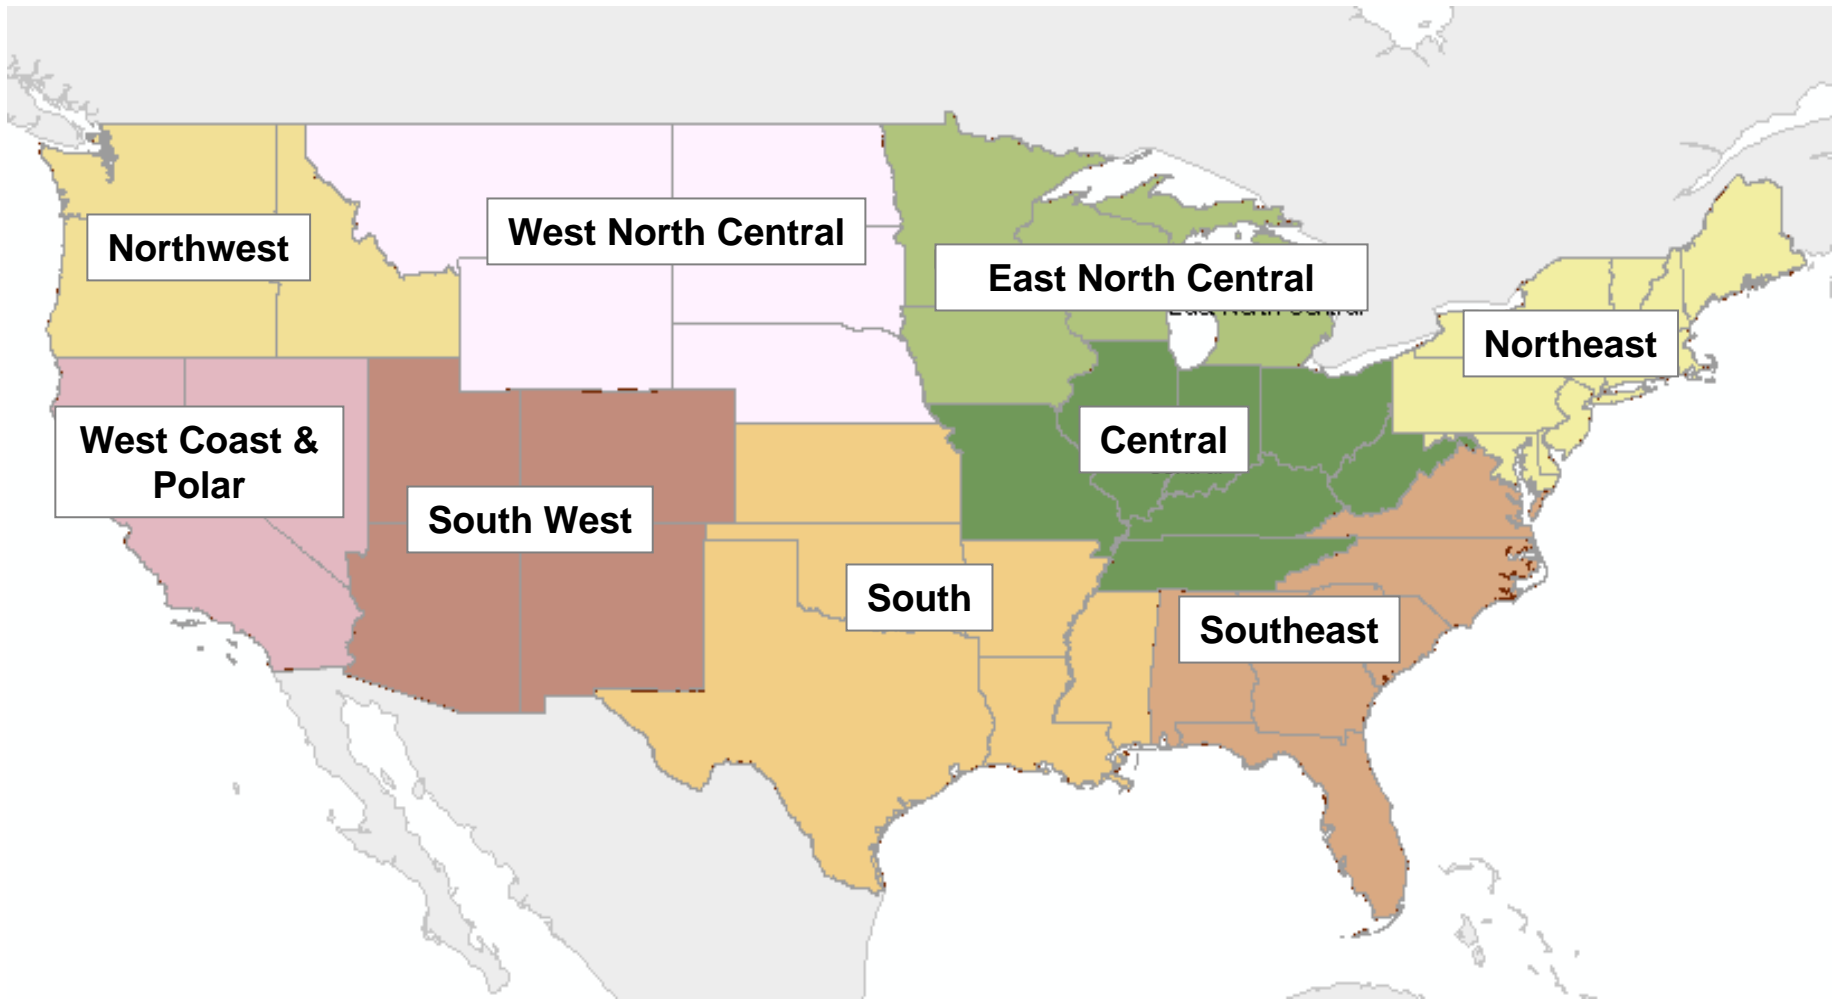 Northwest
West North Central
East North Central
Northeast
West Coast &
Polar
Central
South West
South
Southeast